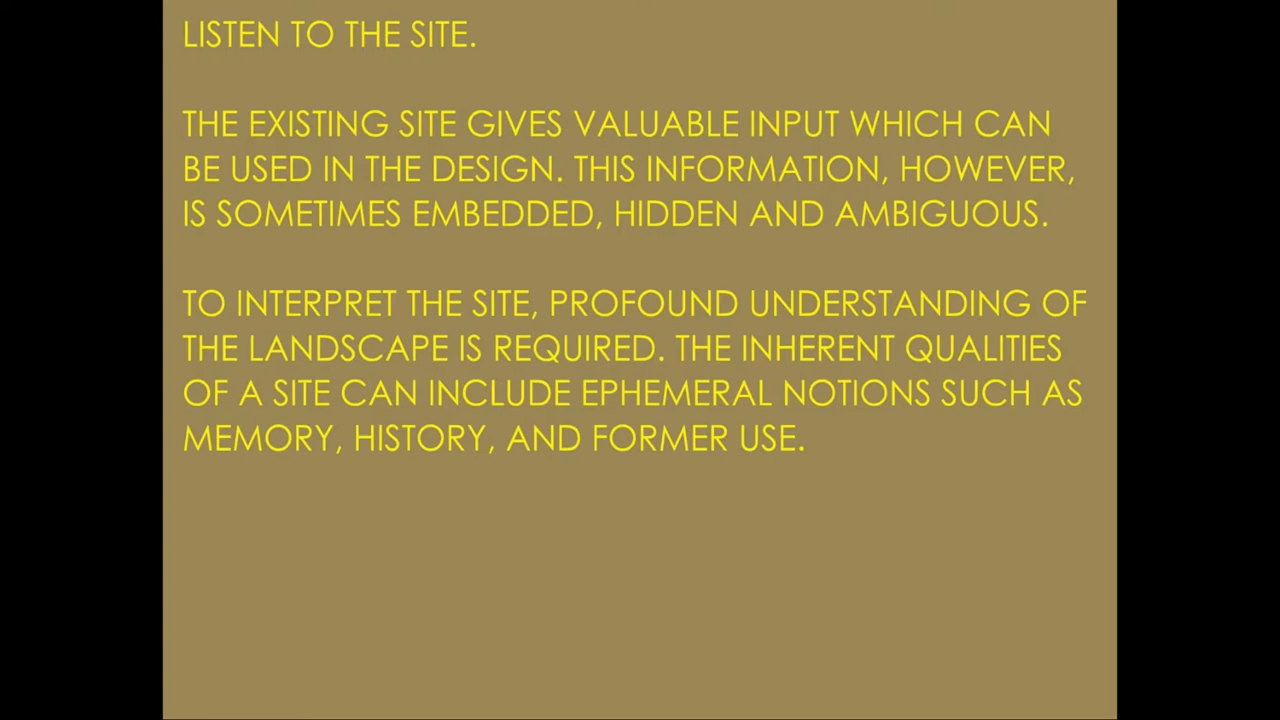 LISTEN TO THE SITE.
THE EXISTING SITE GIVES VALUABLE INPUT WHICH CAN
BE USED IN THE DESIGN. THIS INFORMATION, HOWEVER,
IS SOMETIMES EMBEDDED, HIDDEN AND AMBIGUOUS.
TO INTERPRET THE SITE, PROFOUND UNDERSTANDING OF
THE LANDSCAPE IS REQUIRED. THE INHERENT QUALITIES
OF A SITE CAN INCLUDE EPHEMERAL NOTIONS SUCH AS
MEMORY, HISTORY, AND FORMER USE.